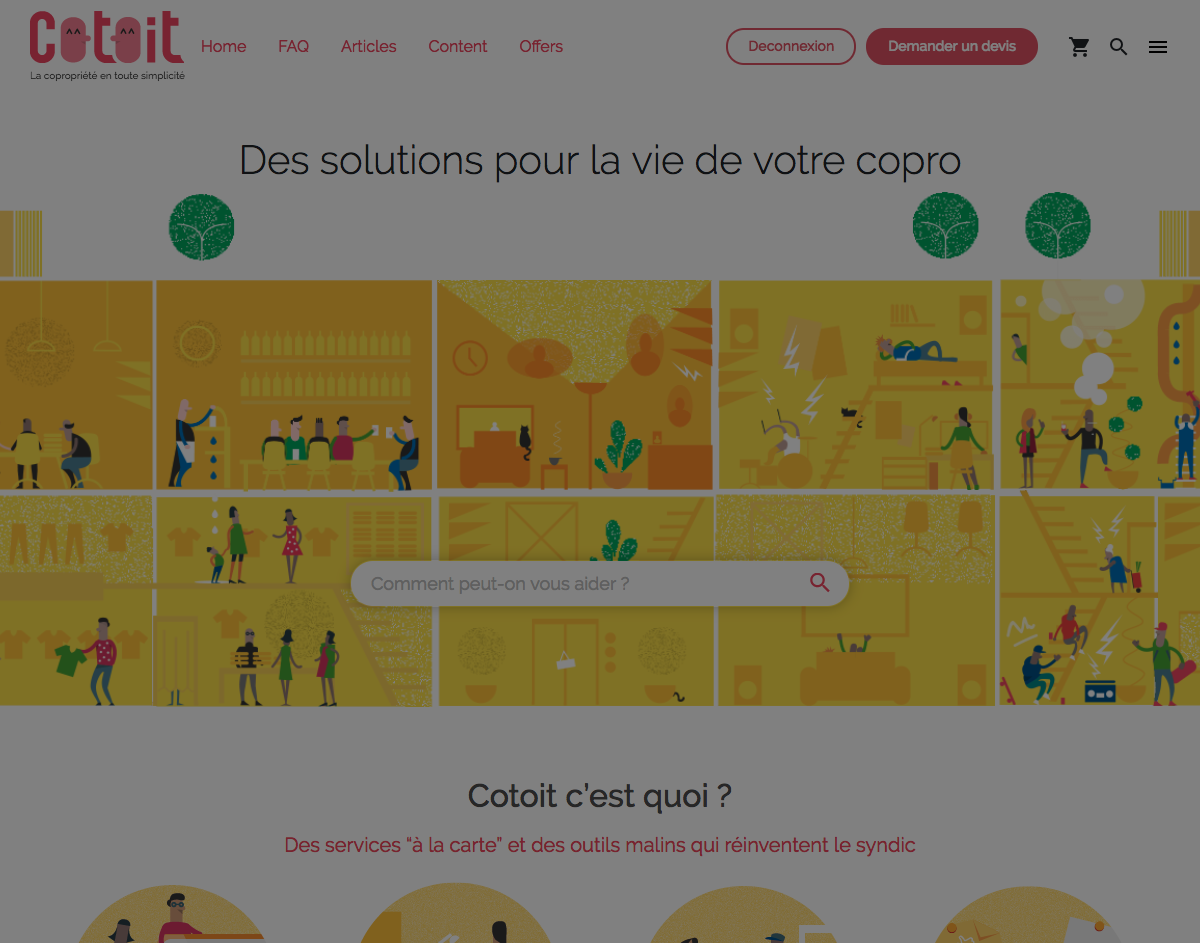 Cotoit
La copropriété en toute simplicité
Home FAQ Articles Content Offers
Deconnexion
Demander un devis
Des solutions pour la vie de votre copro
Comment peut-on vous aider ?
Cotoit c’est quoi ?
Des services “à la carte” et des outils malins qui réinventent le syndic